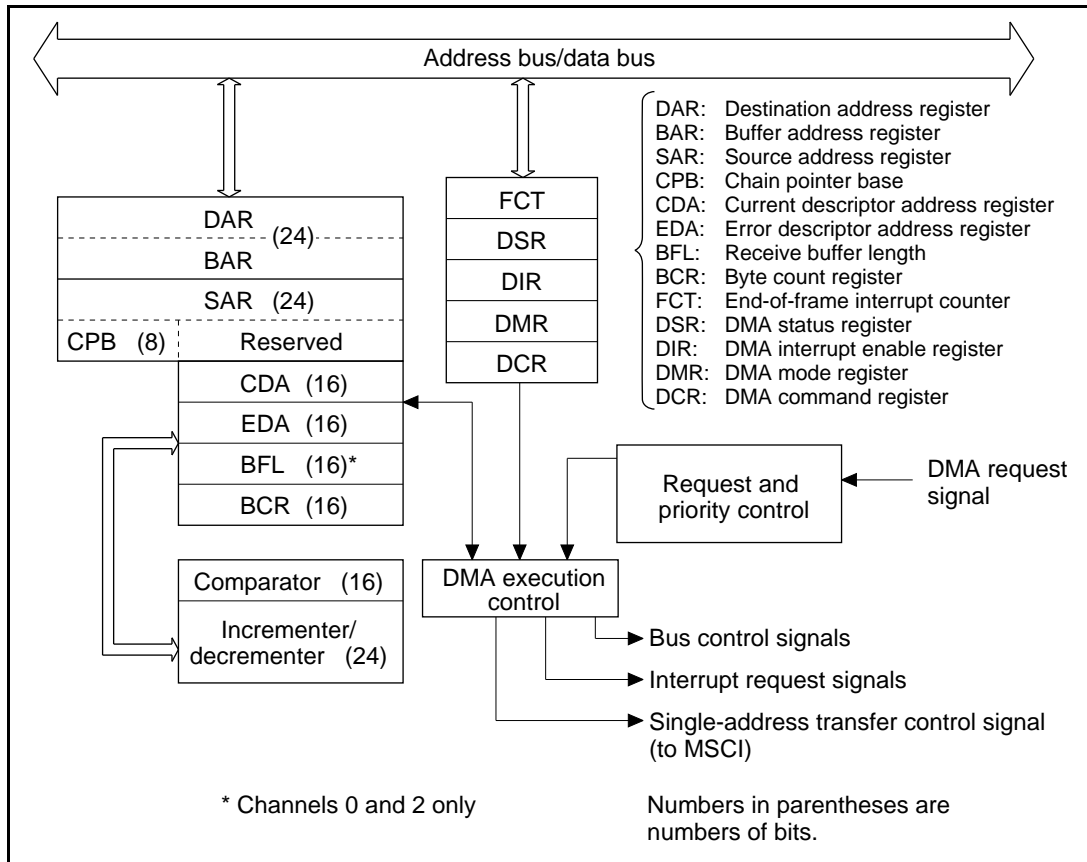 Address bus/data bus
DAR
(24)
BAR
SAR (24)
CPB (8) Reserved
CDA (16)
EDA (16)
BFL (16)*
BCR (16)
Comparator (16)
Incrementer/
decrementer (24)
FCT
DSR
DIR
DMR
DCR
DAR: Destination address register
BAR: Buffer address register
SAR: Source address register
CPB: Chain pointer base
CDA: Current descriptor address register
EDA: Error descriptor address register
BFL: Receive buffer length
BCR: Byte count register
FCT: End-of-frame interrupt counter
DSR: DMA status register
DIR: DMA interrupt enable register
DMR: DMA mode register
DCR: DMA command register
Request and
priority control
DMA request
signal
DMA execution
control
Bus control signals
Interrupt request signals
Single-address transfer control signal
(to MSCI)
* Channels 0 and 2 only
Numbers in parentheses are
numbers of bits.